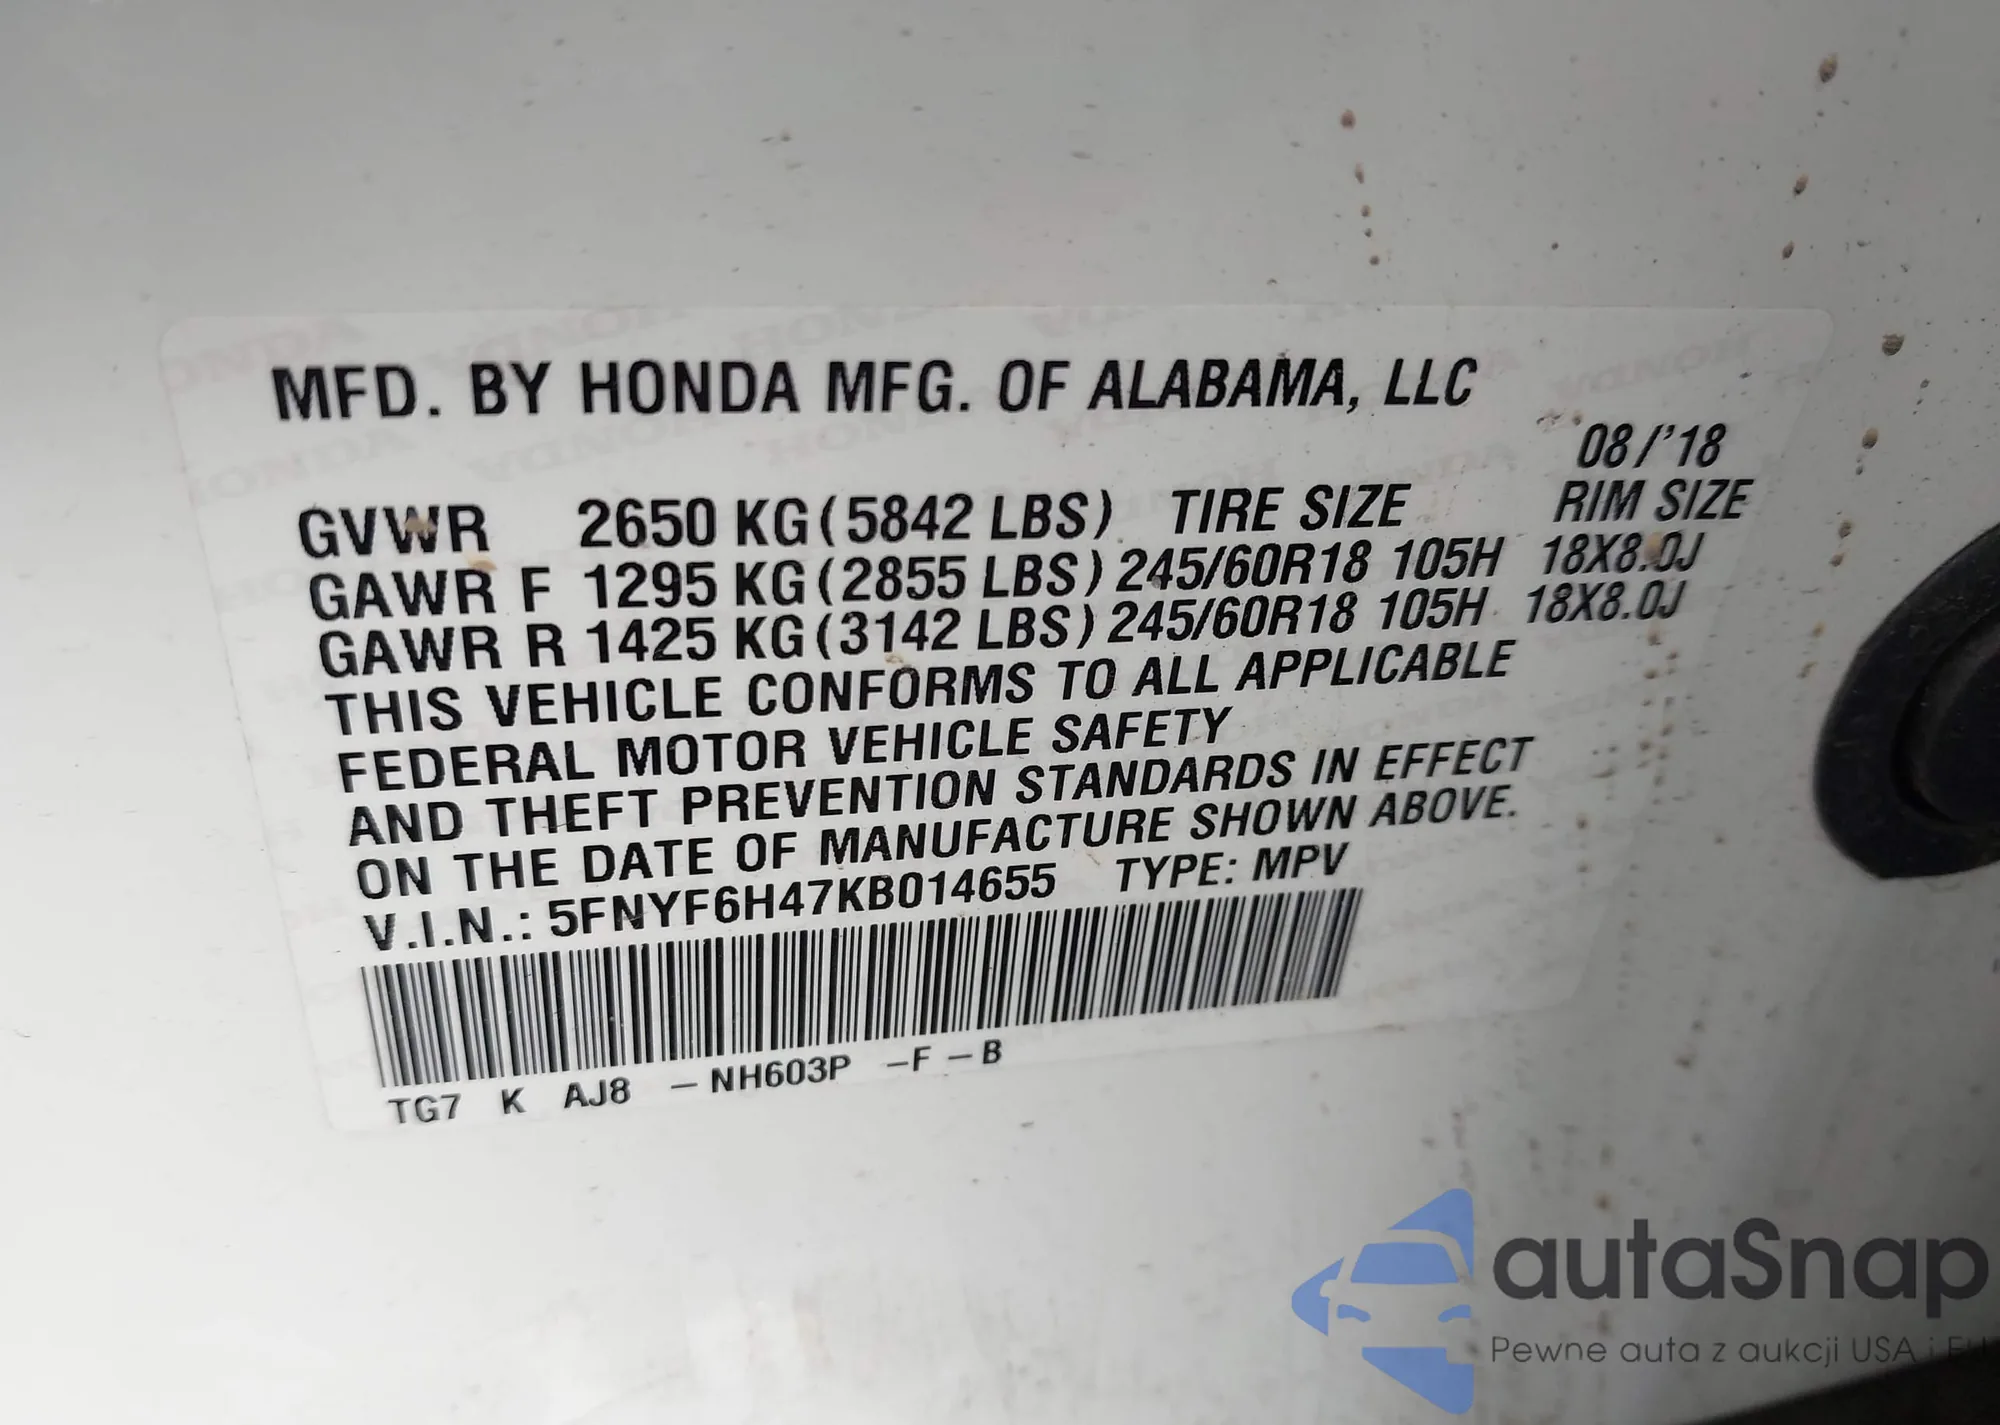 MFD. BY HONDA MFG. OF ALABAMA, LLC
08/'18
GVWR 2650 KG (5842 LBS) TIRE SIZE RIM SIZE
GAWR F 1295 KG (2855 LBS) 245/60R18 105H 18X8.0J
GAWR R 1425 KG (3142 LBS) 245/60R18 105H 18X8.0J
THIS VEHICLE CONFORMS TO ALL APPLICABLE
FEDERAL MOTOR VEHICLE SAFETY
AND THEFT PREVENTION STANDARDS IN EFFECT
ON THE DATE OF MANUFACTURE SHOWN ABOVE.
V.I.N.: 5FNYF6H47KB014655 TYPE: MPV
TG7 K AJ8 – NH603P – F – B
autaSnap
Pewne auta z aukcji USA i EU